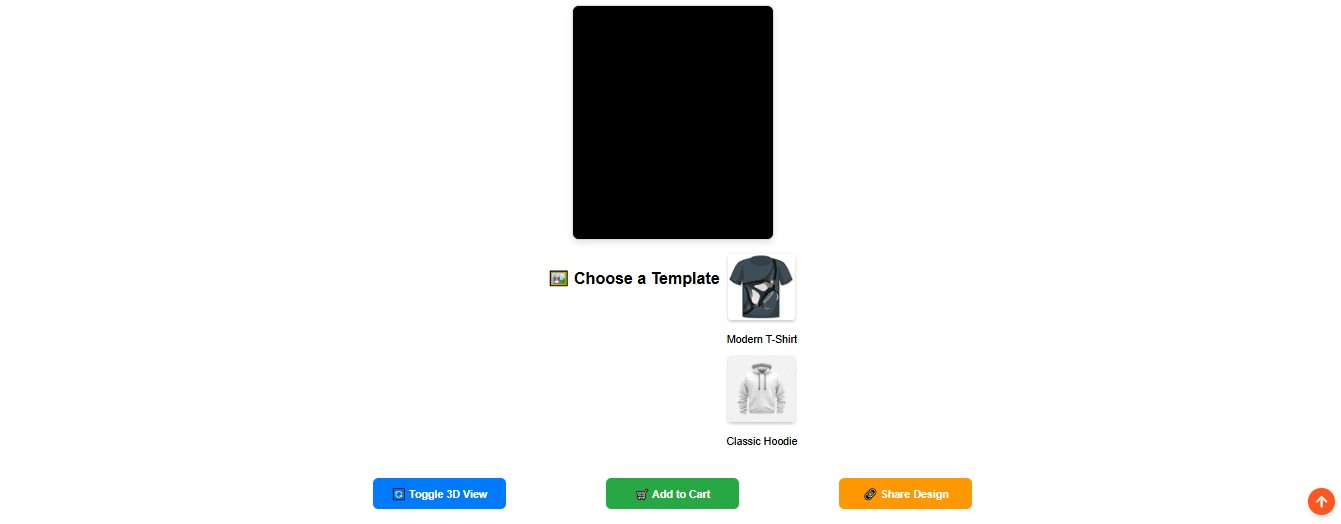 Choose a Template
Modern T-Shirt
Classic Hoodie
Toggle 3D View
Add to Cart
Share Design